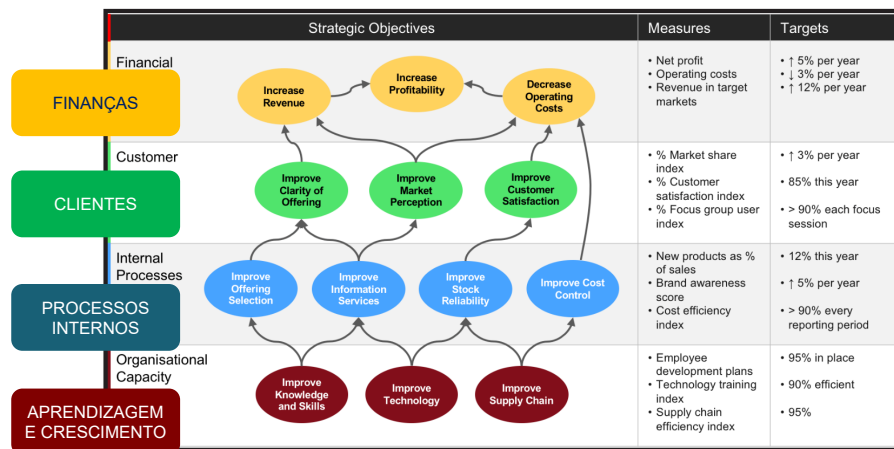 Strategic Objectives
Measures
Targets
Financial
FINANÇAS
Increase
Revenue
Increase
Profitability
Decrease
Operating
Costs
• Net profit
• Operating costs
• Revenue in target
markets
• ↑ 5% per year
• ↓ 3% per year
• ↑ 12% per year
Customer
CLIENTES
Improve
Clarity of
Offering
Improve
Market
Perception
Improve
Customer
Satisfaction
• % Market share
index
• % Customer
satisfaction index
• % Focus group user
index
• ↑ 3% per year
• 85% this year
• > 90% each focus
session
Internal
Processes
PROCESSOS
INTERNOS
Improve
Offering
Selection
Improve
Information
Services
Improve
Stock
Reliability
Improve Cost
Control
• New products as %
of sales
• Brand awareness
score
• Cost efficiency
index
• 12% this year
• ↑ 5% per year
• > 90% every
reporting period
Organisational
Capacity
APRENDIZAGEM
E CRESCIMENTO
Improve
Knowledge
and Skills
Improve
Technology
Improve
Supply Chain
• Employee
development plans
• Technology training
index
• Supply chain
efficiency index
• 95% in place
• 90% efficient
• 95%